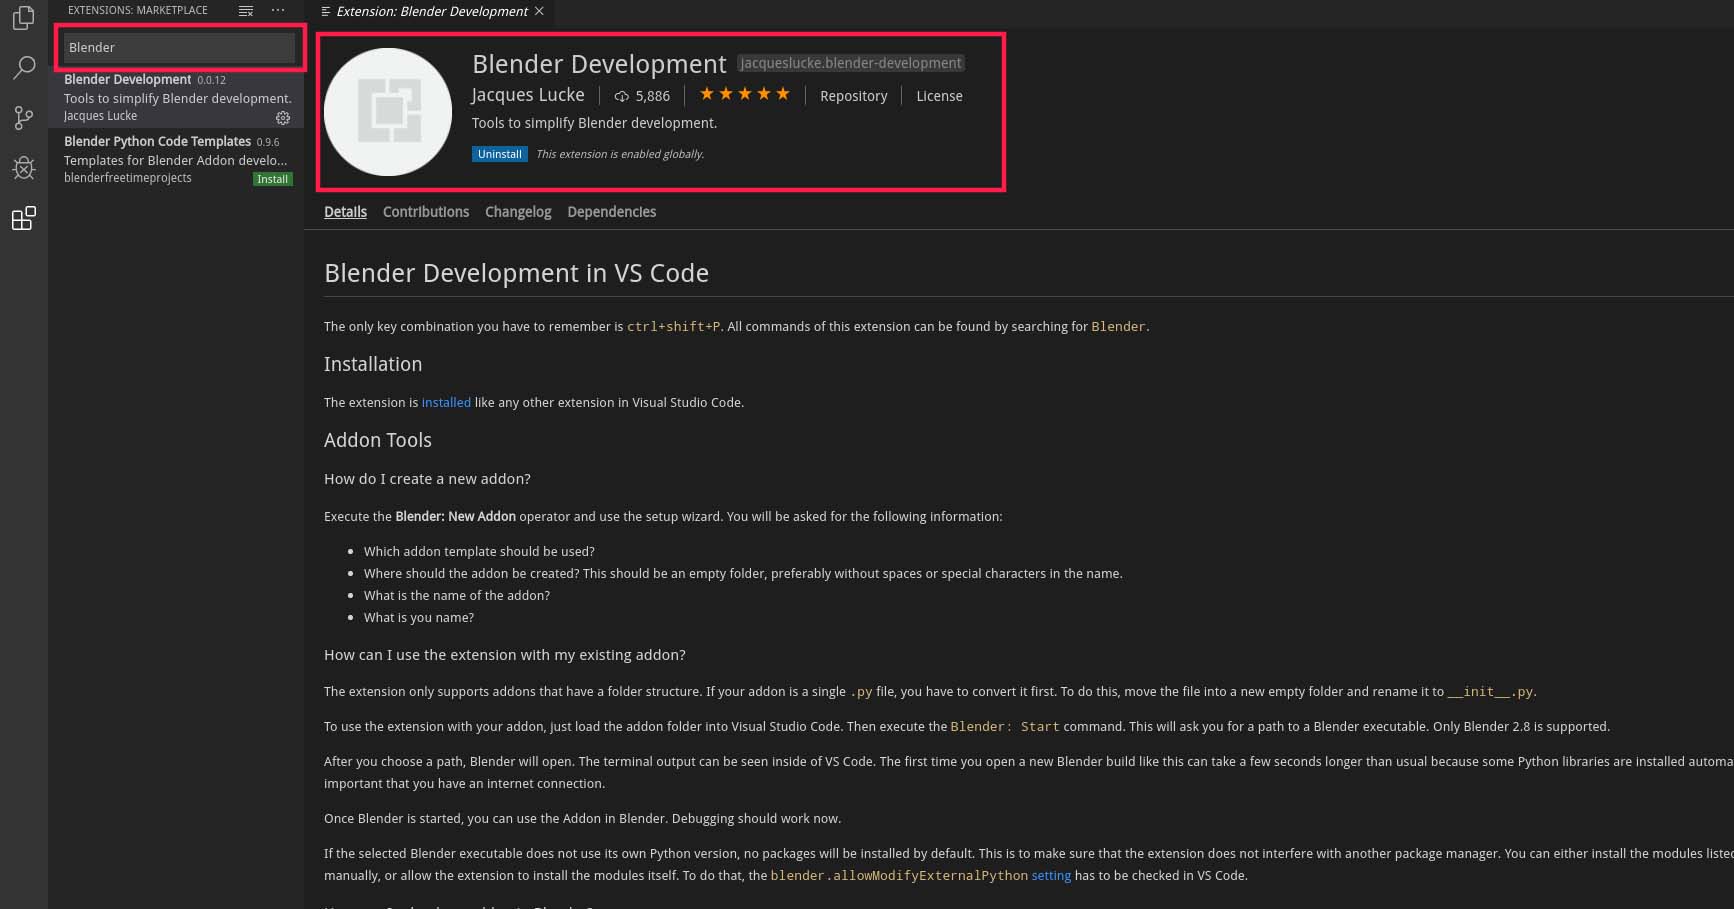 EXTENSIONS: MARKETPLACE
Blender
Blender Development 0.0.12
Tools to simplify Blender development.
Jacques Lucke
Blender Python Code Templates 0.9.6
Templates for Blender Addon develo...
blenderfreetimeprojects Install
Extension: Blender Development
Blender Development jacqueslucke.blender-development
Jacques Lucke 5,886 Repository License
Tools to simplify Blender development.
Uninstall This extension is enabled globally.
Details Contributions Changelog Dependencies
Blender Development in VS Code
The only key combination you have to remember is ctrl+shift+P. All commands of this extension can be found by searching for Blender.
Installation
The extension is installed like any other extension in Visual Studio Code.
Addon Tools
How do I create a new addon?
Execute the Blender: New Addon operator and use the setup wizard. You will be asked for the following information:
Which addon template should be used?
Where should the addon be created? This should be an empty folder, preferably without spaces or special characters in the name.
What is the name of the addon?
What is you name?
How can I use the extension with my existing addon?
The extension only supports addons that have a folder structure. If your addon is a single .py file, you have to convert it first. To do this, move the file into a new empty folder and rename it to __init__.py.
To use the extension with your addon, just load the addon folder into Visual Studio Code. Then execute the Blender: Start command. This will ask you for a path to a Blender executable. Only Blender 2.8 is supported.
After you choose a path, Blender will open. The terminal output can be seen inside of VS Code. The first time you open a new Blender build like this can take a few seconds longer than usual because some Python libraries are installed automa
important that you have an internet connection.
Once Blender is started, you can use the Addon in Blender. Debugging should work now.
If the selected Blender executable does not use its own Python version, no packages will be installed by default. This is to make sure that the extension does not interfere with another package manager. You can either install the modules listed
manually, or allow the extension to install the modules itself. To do that, the blender.allowModifyExternalPython setting has to be checked in VS Code.